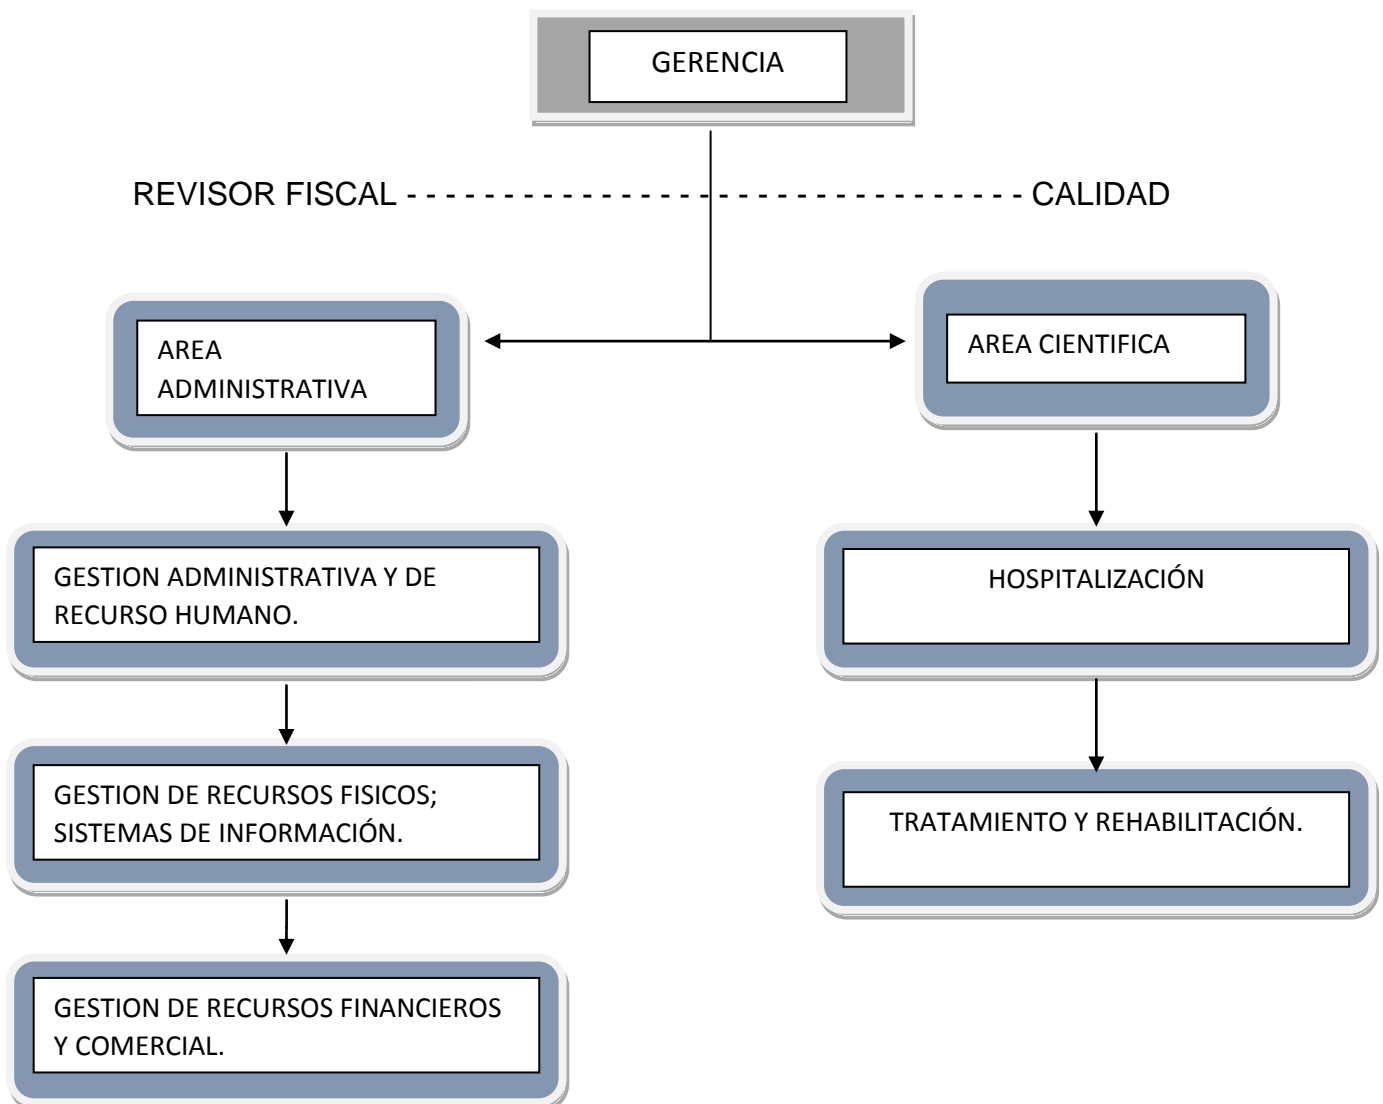 GERENCIA
REVISOR FISCAL - - - - - - - - - - - - - - - - - - - - - - - - - - - - - - - - - - - CALIDAD
AREA
ADMINISTRATIVA
AREA CIENTIFICA
GESTION ADMINISTRATIVA Y DE
RECURSO HUMANO.
HOSPITALIZACIÓN
GESTION DE RECURSOS FISICOS;
SISTEMAS DE INFORMACIÓN.
TRATAMIENTO Y REHABILITACIÓN.
GESTION DE RECURSOS FINANCIEROS
Y COMERCIAL.